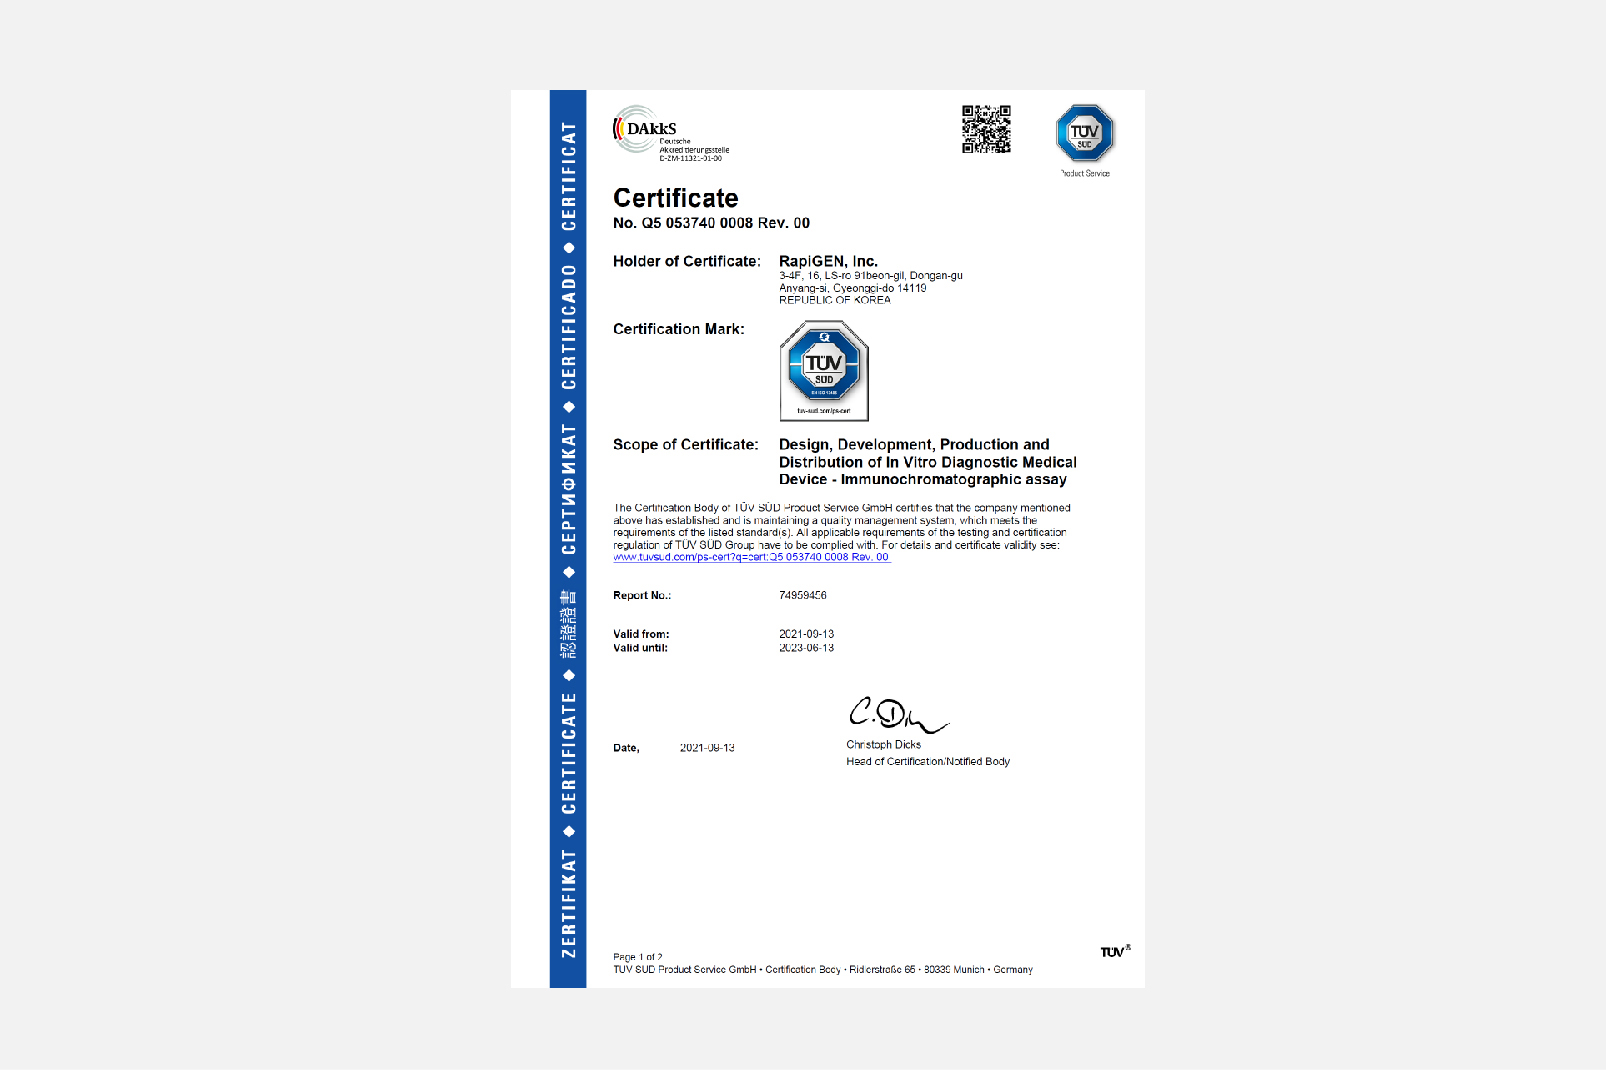 ZERTIFIKAT ◆ CERTIFICATE ◆ 認證證書 ◆ СЕРТИФИКАТ ◆ CERTIFICADO ◆ CERTIFICAT
DAkkS
Deutsche
Akkreditierungsstelle
D-ZM-11321-01-00
TÜV
SÜD
Product Service
Certificate
No. Q5 053740 0008 Rev. 00
Holder of Certificate: RapiGEN, Inc.
3-4F, 16, LS-ro 91beon-gil, Dongan-gu
Anyang-si, Gyeonggi-do 14119
REPUBLIC OF KOREA
Certification Mark:
TÜV
SÜD
tuv-sud.com/ps-cert
Scope of Certificate: Design, Development, Production and
Distribution of In Vitro Diagnostic Medical
Device - Immunochromatographic assay
The Certification Body of TÜV SÜD Product Service GmbH certifies that the company mentioned
above has established and is maintaining a quality management system, which meets the
requirements of the listed standard(s). All applicable requirements of the testing and certification
regulation of TÜV SÜD Group have to be complied with. For details and certificate validity see:
www.tuvsud.com/ps-cert?q=cert:Q5 053740 0008 Rev. 00
Report No.: 74959456
Valid from: 2021-09-13
Valid until: 2023-06-13
C. Di
Date, 2021-09-13
Christoph Dicks
Head of Certification/Notified Body
Page 1 of 2
TÜV SÜD Product Service GmbH • Certification Body • Ridlerstraße 65 • 80339 Munich • Germany
TÜV®